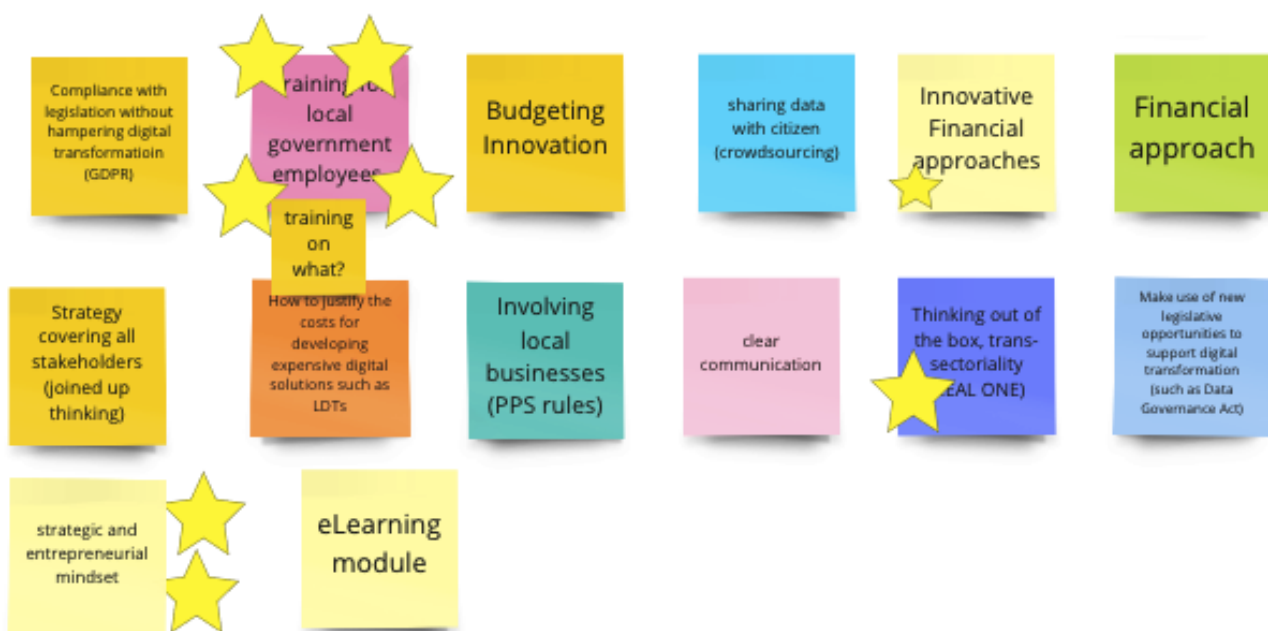 Compliance with
legislation without
hampering digital
transformatioin
(GDPR)
local
government
employees
training
on
what?
Budgeting
Innovation
sharing data
with citizen
(crowdsourcing)
Innovative
Financial
approaches
Financial
approach
Strategy
covering all
stakeholders
(joined up
thinking)
How to justify the
costs for
developing
expensive digital
solutions such as
LDTs
Involving
local
businesses
(PPS rules)
clear
communication
Thinking out of
the box, trans-
sectoriality
ONE)
Make use of new
legislative
opportunities to
support digital
transformation
(such as Data
Governance Act)
strategic and
entrepreneurial
mindset
eLearning
module